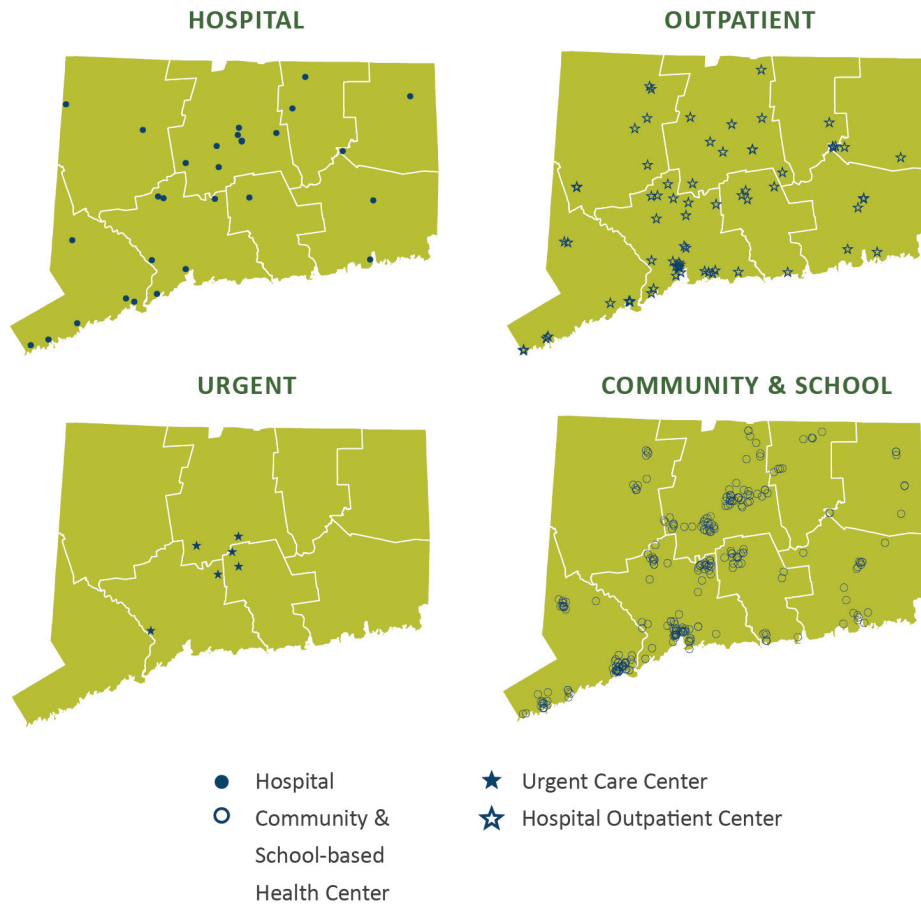 HOSPITAL
OUTPATIENT
URGENT
COMMUNITY & SCHOOL
Hospital
Community &
School-based
Health Center
Urgent Care Center
Hospital Outpatient Center